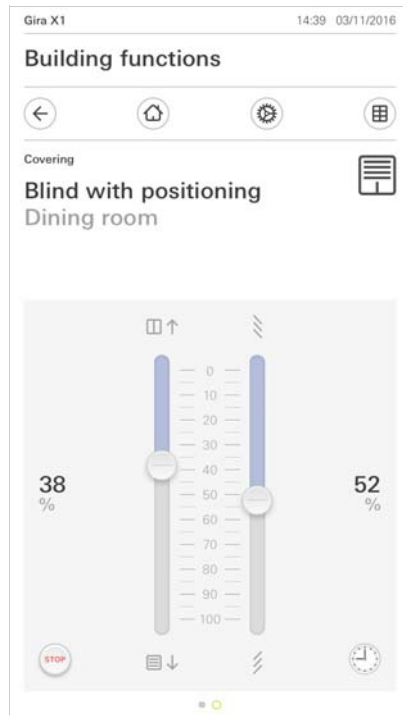 Gira X1 14:39 03/11/2016
Building functions
Covering
Blind with positioning
Dining room
0
10
20
30
40
38 % 50 52 %
60
70
80
90
100
STOP